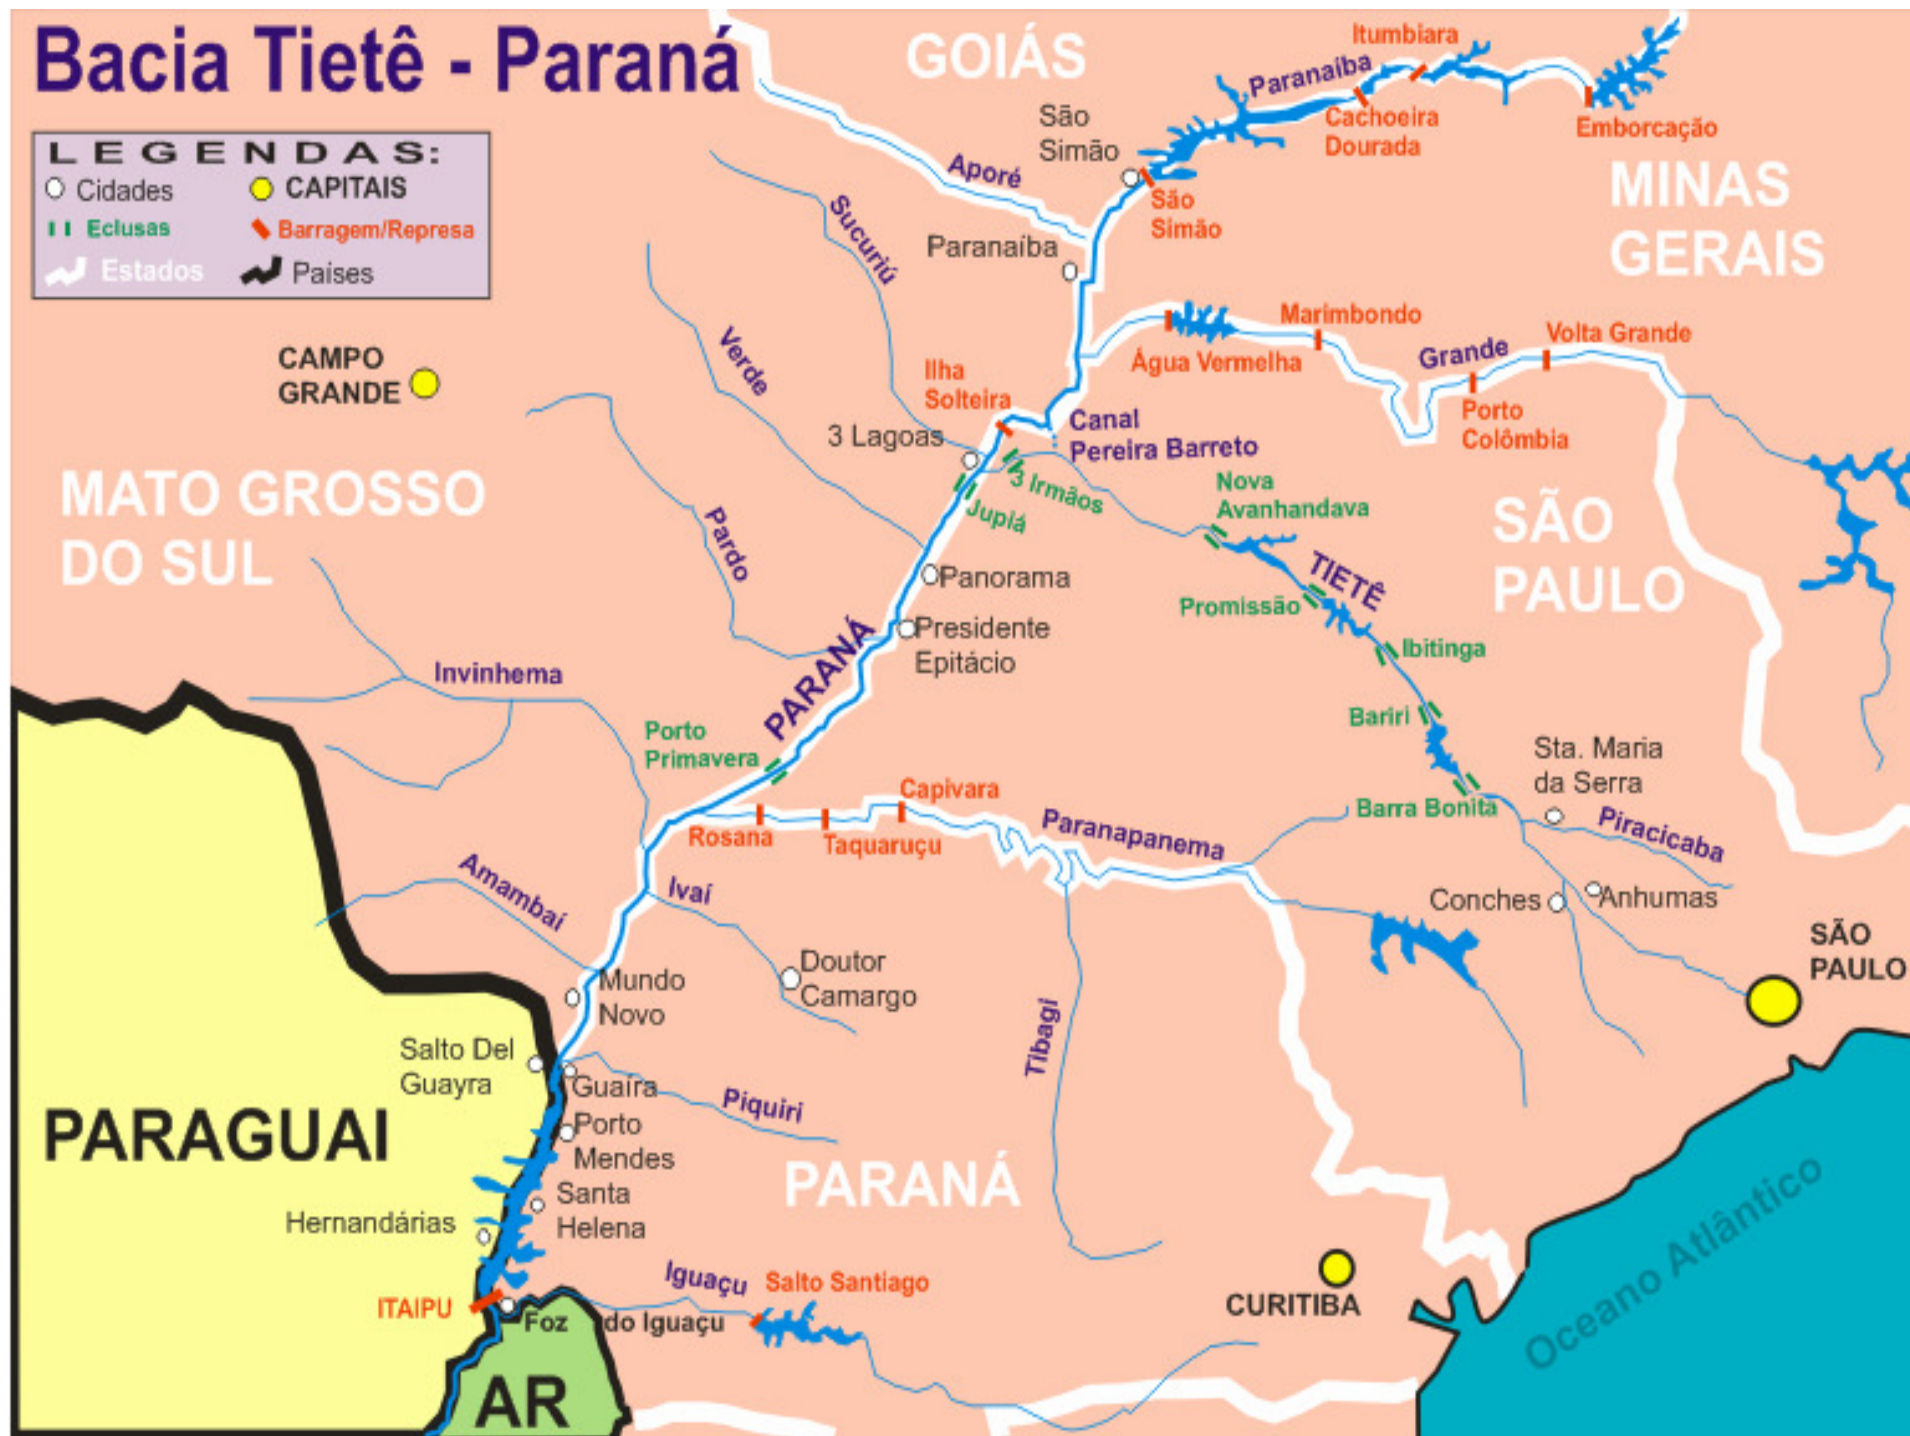 Bacia Tietê - Paraná
LEGENDAS:
Cidades
CAPITAIS
Eclusas
Barragem/Represa
Estados
Países
GOIÁS
Itumbiara
Paranaíba
São
Simão
Cachoeira
Dourada
Emborcação
Aporé
São
Simão
MINAS
GERAIS
Sucuriú
Paranaíba
Verde
CAMPO
GRANDE
Ilha
Solteira
Água Vermelha
Marimbondo
Grande
Volta Grande
Porto
Colômbia
3 Lagoas
Canal
Pereira Barreto
3 Irmãos
Jupiá
Nova
Avanhandava
MATO GROSSO
DO SUL
SÃO
PAULO
Pardo
Panorama
TIETÊ
Promissão
Presidente
Epitácio
PARANÁ
Ibitinga
Invinhema
Bariri
Porto
Primavera
Sta. Maria
da Serra
Capivara
Barra Bonita
Rosana
Taquaruçu
Paranapanema
Piracicaba
Amambaí
Ivaí
Conches
Anhumas
SÃO
PAULO
Doutor
Camargo
Mundo
Novo
Tibagi
Salto Del
Guayra
Guaíra
Piquiri
PARAGUAI
Porto
Mendes
PARANÁ
Santa
Helena
Hernandárias
Oceano Atlântico
Iguaçu
Salto Santiago
ITAIPU
Foz do Iguaçu
CURITIBA
AR